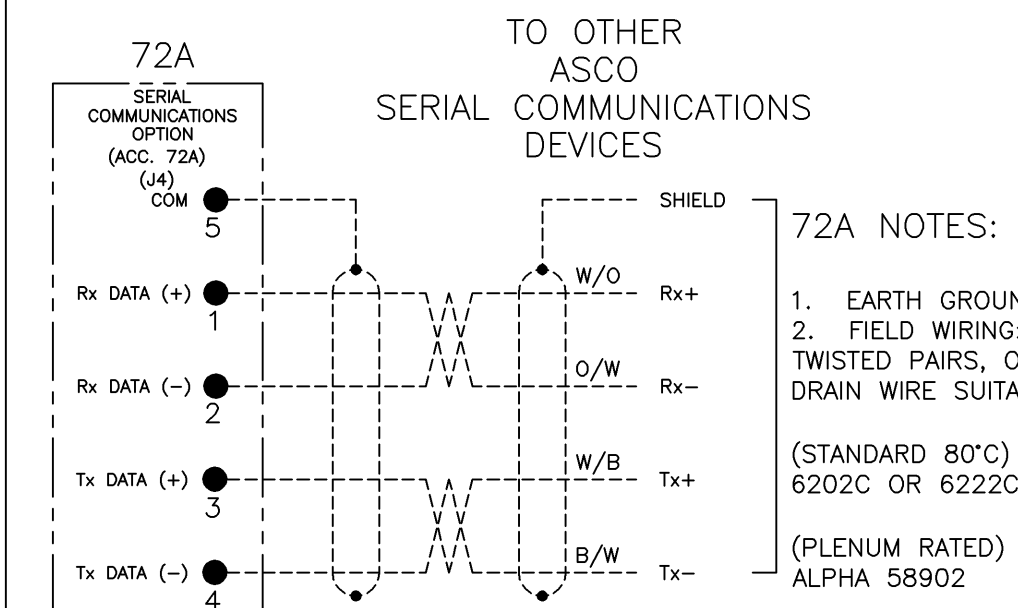 72A
SERIAL
COMMUNICATIONS
OPTION
(ACC. 72A)
(J4)
COM
5
Rx DATA (+)
1
Rx DATA (-)
2
Tx DATA (+)
3
Tx DATA (-)
4
TO OTHER
ASCO
SERIAL COMMUNICATIONS
DEVICES
SHIELD
W/O
Rx+
O/W
Rx-
W/B
Tx+
B/W
Tx-
72A NOTES:
1. EARTH
2. FIELD WIRING:
TWISTED PAIRS,
DRAIN WIRE
(STANDARD 80°C)
6202C OR 6222C
(PLENUM RATED)
ALPHA 58902